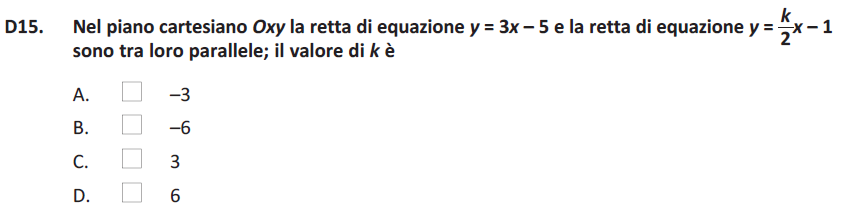 D15. Nel piano cartesiano Oxy la retta di equazione y = 3x – 5 e la retta di equazione y = k/2 x – 1
sono tra loro parallele; il valore di k è
A. –3
B. –6
C. 3
D. 6